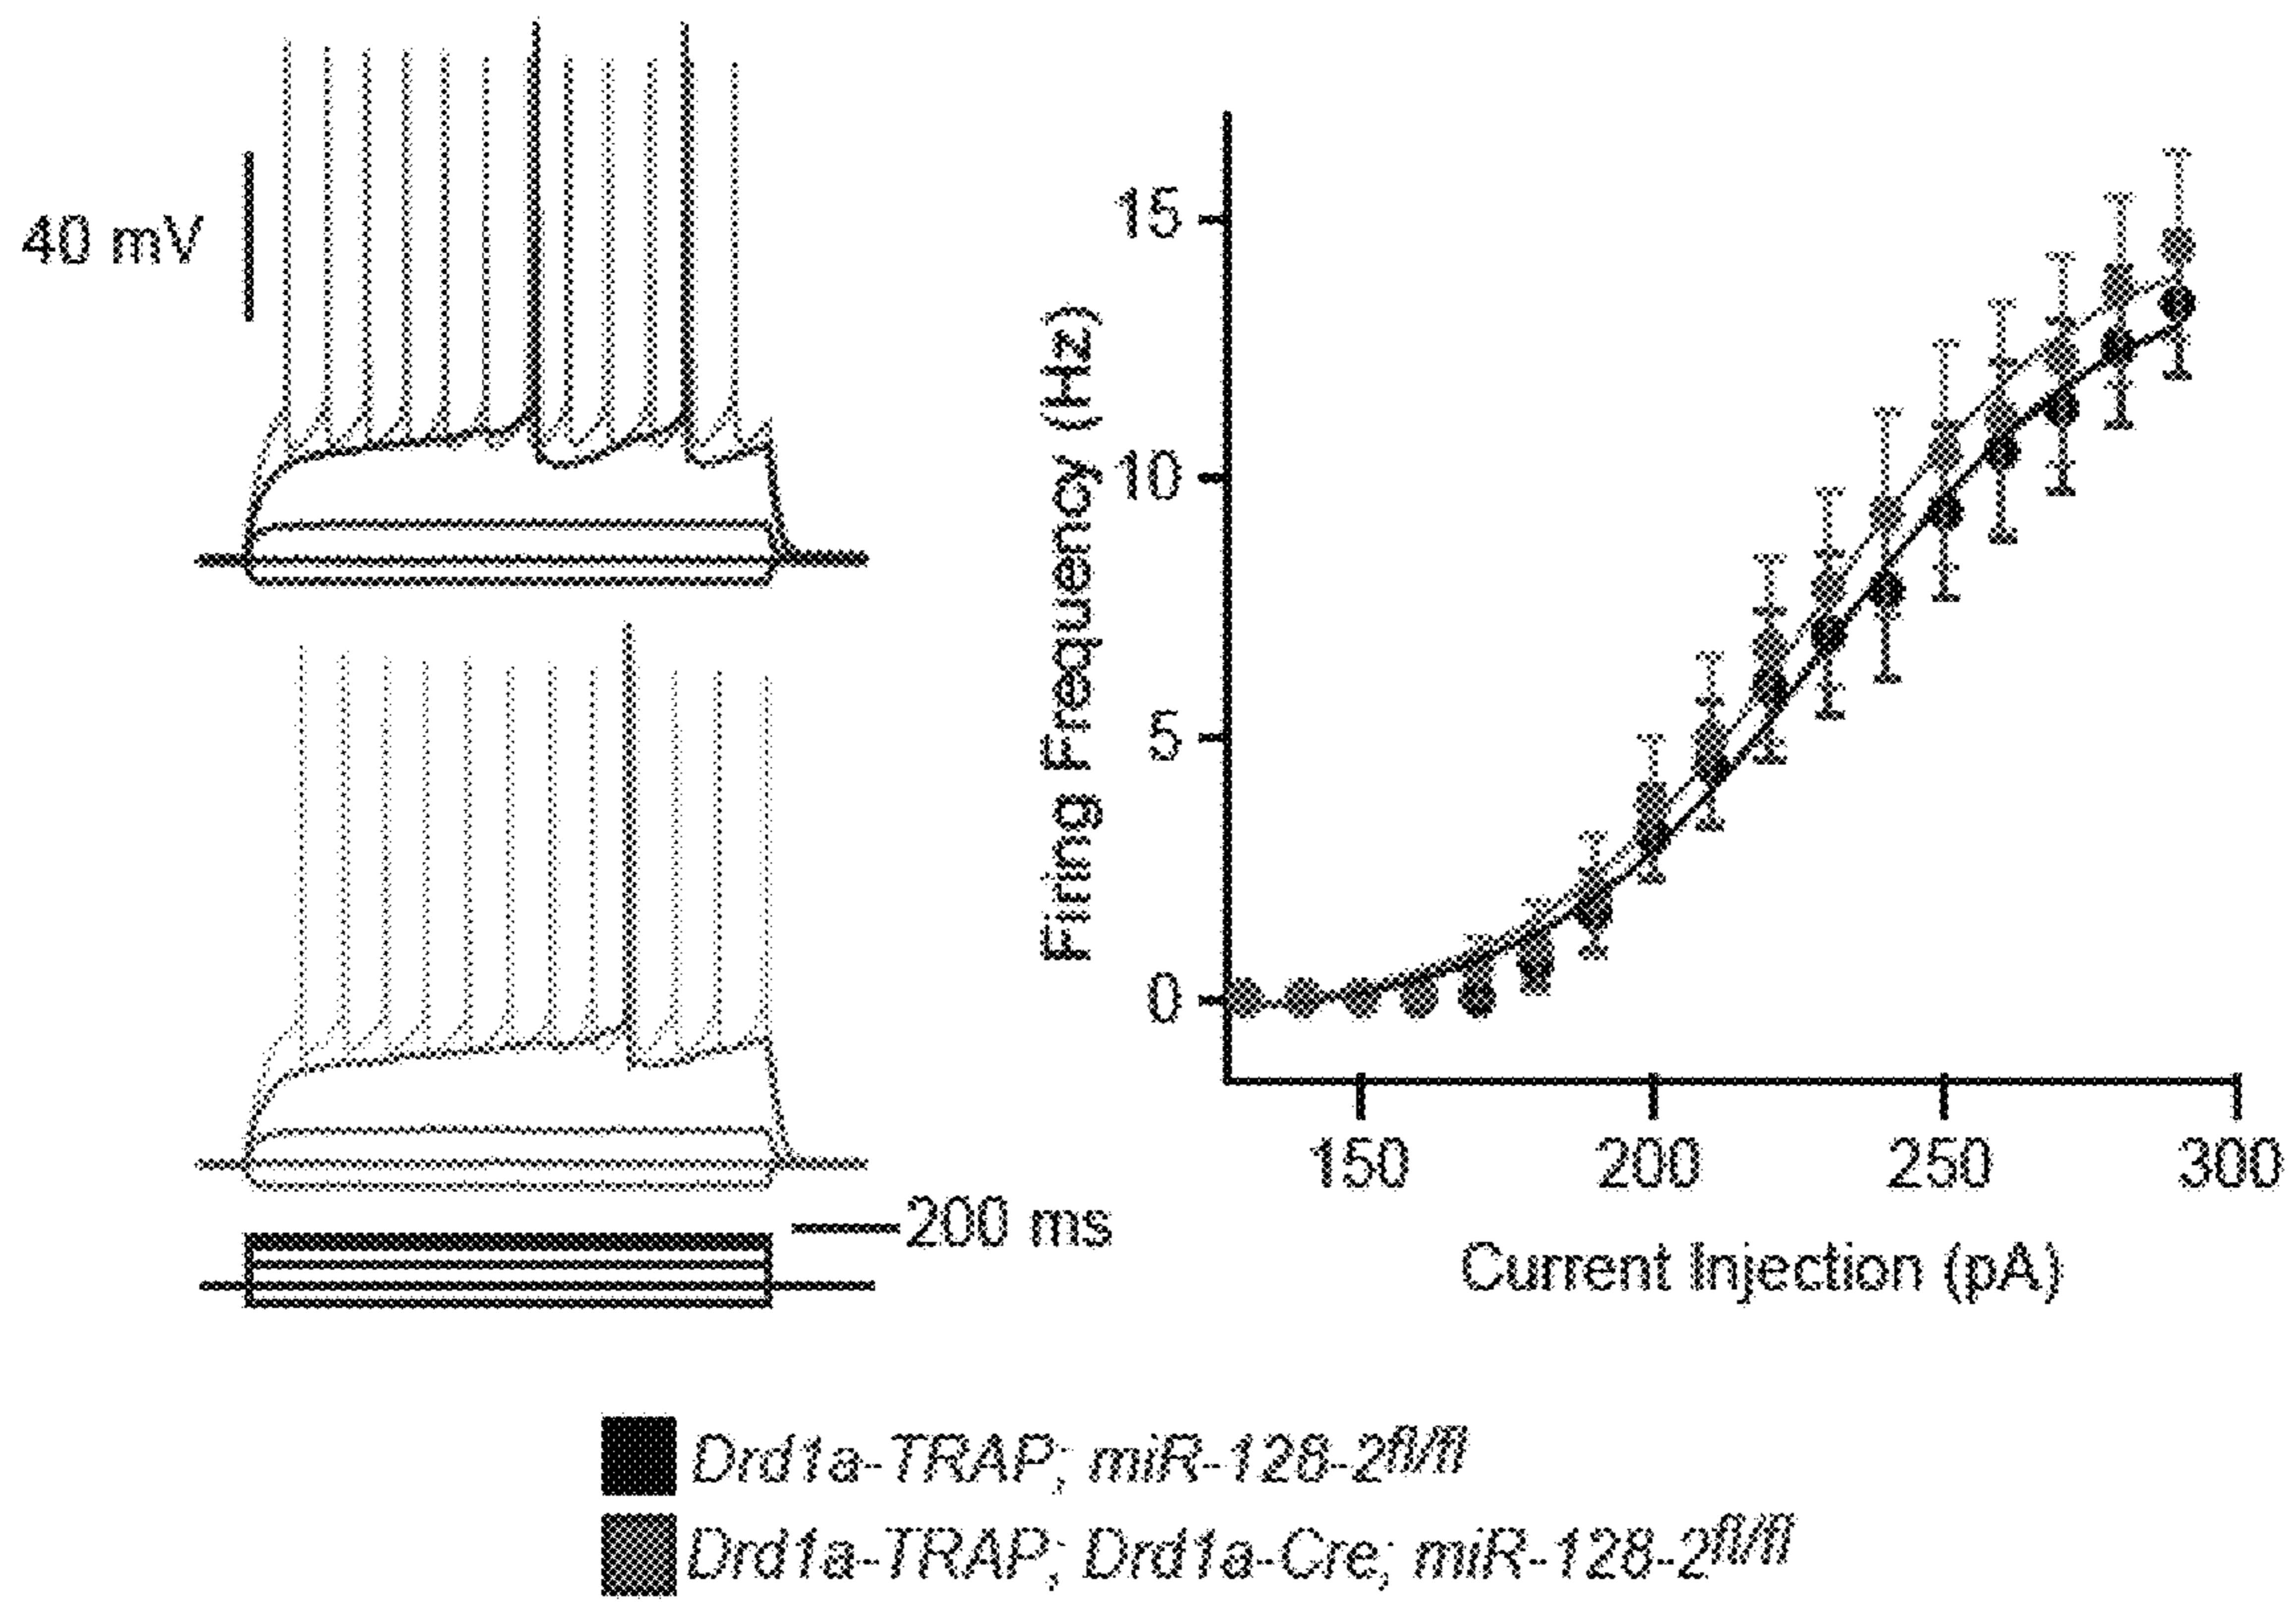 40 mV
200 ms
Firing Frequency (Hz)
15
10
5
0
150 200 250 300
Current Injection (pA)
Drd1a-TRAP; miR-128-2fl/fl
Drd1a-TRAP; Drd1a-Cre; miR-128-2fl/fl